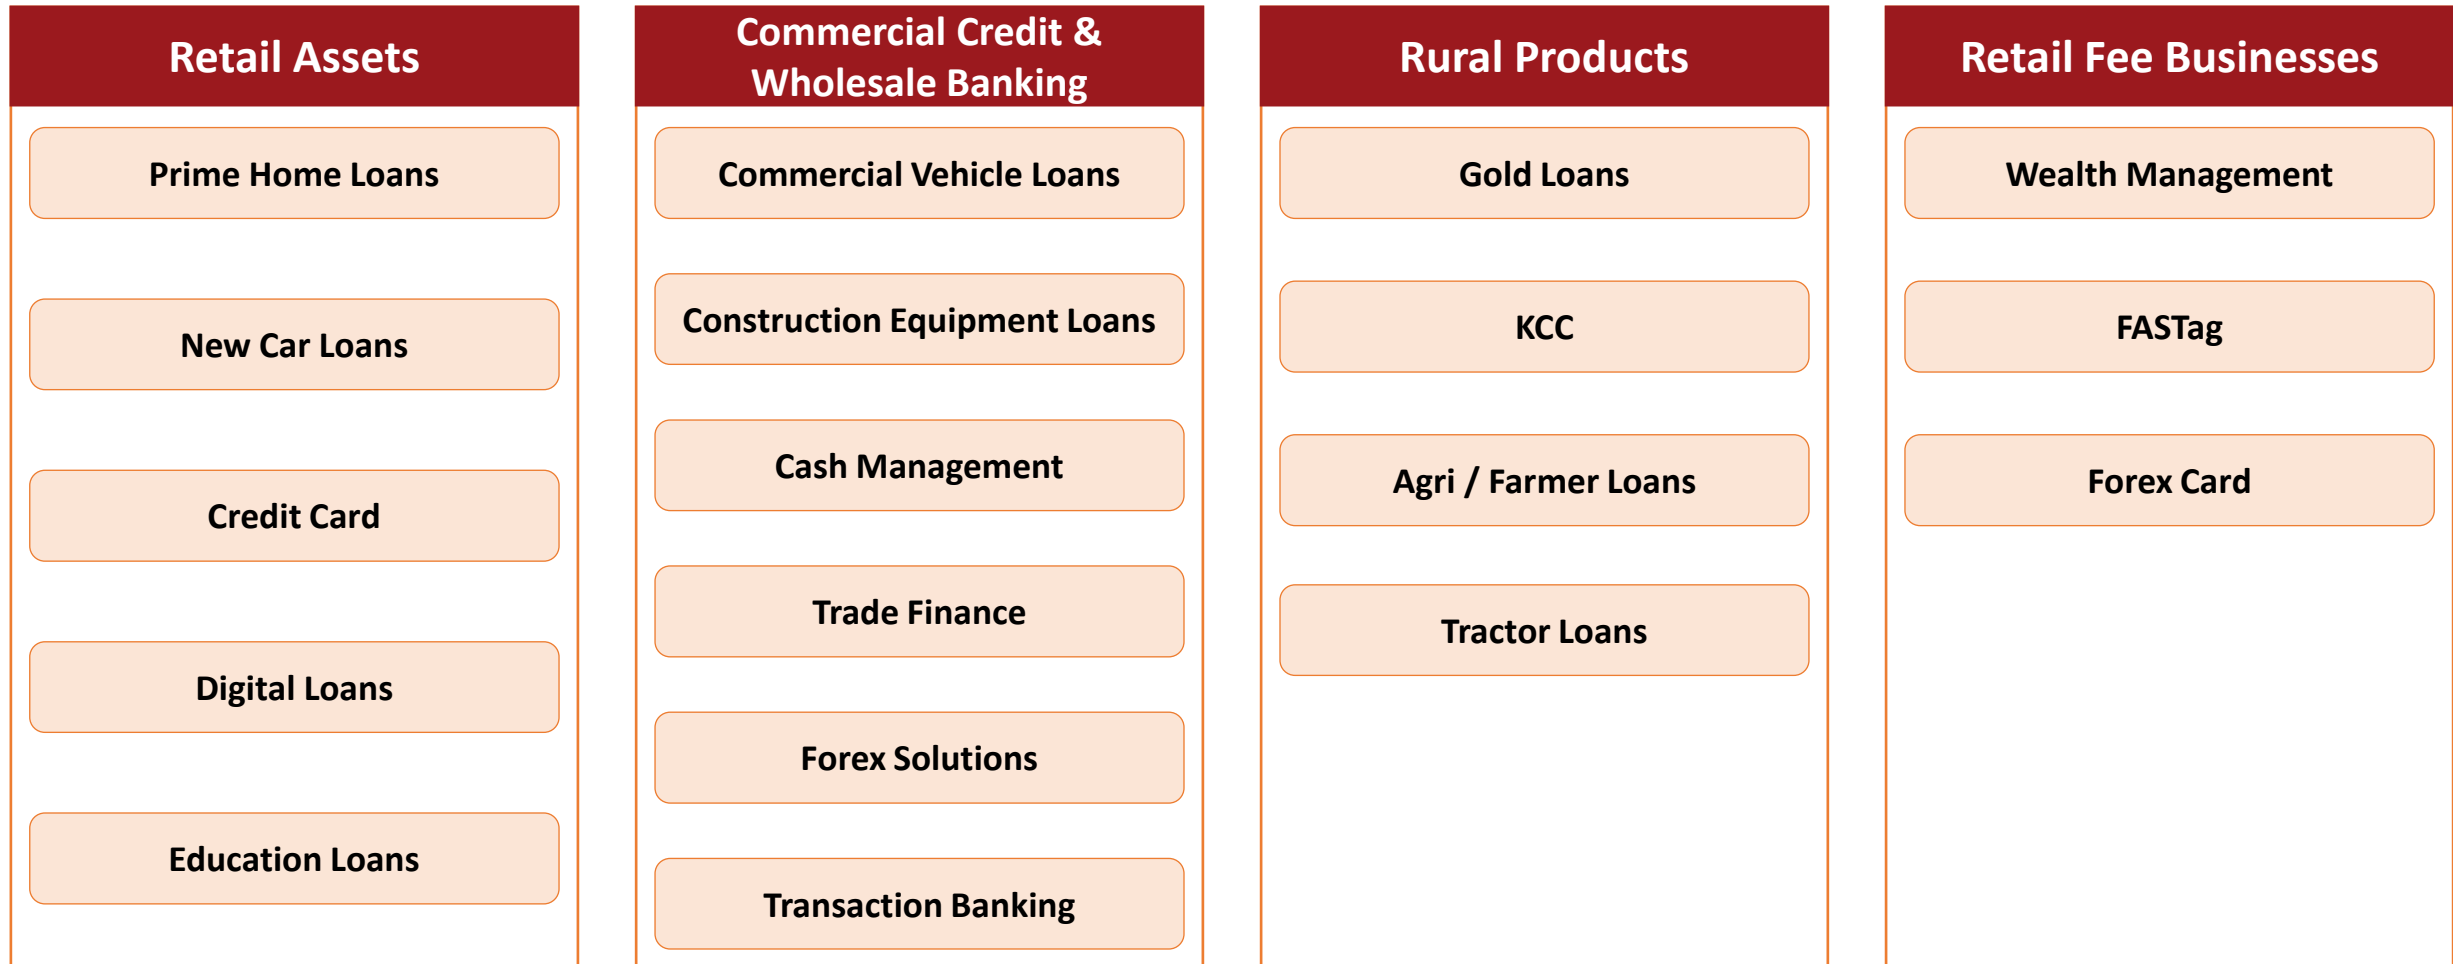 Retail Assets
Prime Home Loans
New Car Loans
Credit Card
Digital Loans
Education Loans
Commercial Credit &
Wholesale Banking
Commercial Vehicle Loans
Construction Equipment Loans
Cash Management
Trade Finance
Forex Solutions
Transaction Banking
Rural Products
Gold Loans
KCC
Agri / Farmer Loans
Tractor Loans
Retail Fee Businesses
Wealth Management
FASTag
Forex Card